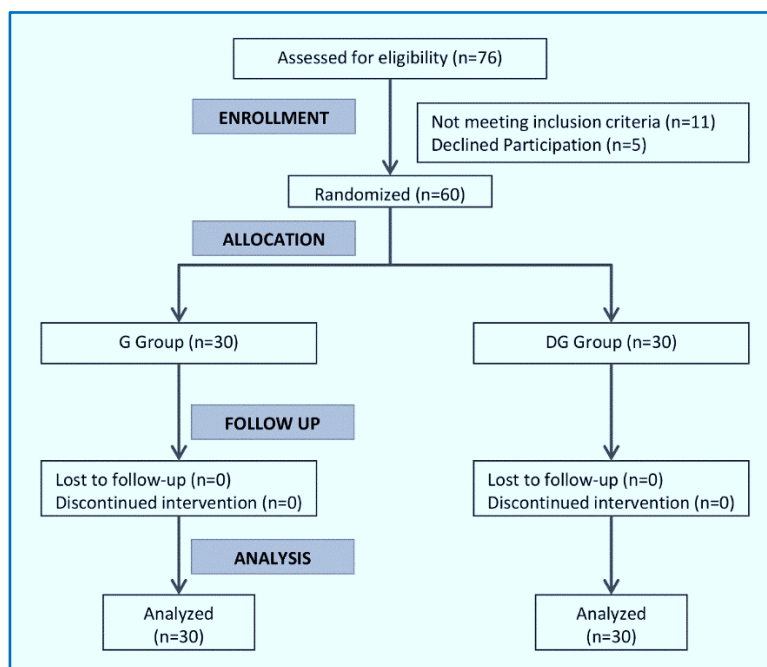 Assessed for eligibility (n=76)
ENROLLMENT
Not meeting inclusion criteria (n=11)
Declined Participation (n=5)
Randomized (n=60)
ALLOCATION
G Group (n=30)
DG Group (n=30)
FOLLOW UP
Lost to follow-up (n=0)
Discontinued intervention (n=0)
Lost to follow-up (n=0)
Discontinued intervention (n=0)
ANALYSIS
Analyzed
(n=30)
Analyzed
(n=30)